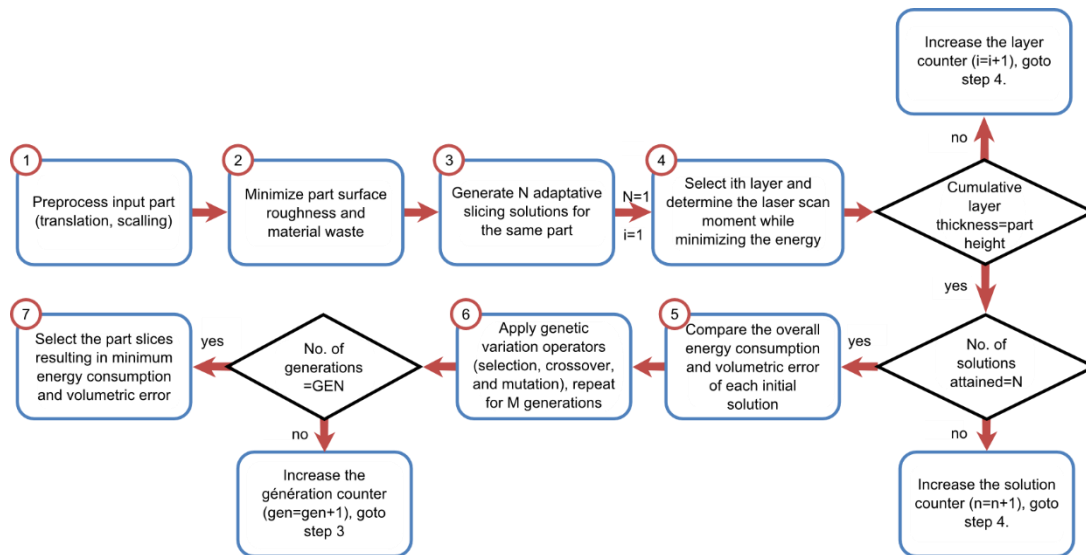 Increase the layer
counter (i=i+1), goto
step 4.
no
1
Preprocess input part
(translation, scalling)
2
Minimize part surface
roughness and
material waste
3
Generate N adaptative
slicing solutions for
the same part
N=1
i=1
4
Select ith layer and
determine the laser scan
moment while
minimizing the energy
Cumulative
layer
thickness=part
height
yes
No. of
solutions
attained=N
yes
no
Increase the solution
counter (n=n+1), goto
step 4.
5
Compare the overall
energy consumption
and volumetric error
of each initial
solution
6
Apply genetic
variation operators
(selection, crossover,
and mutation), repeat
for M generations
No. of
generations
=GEN
yes
no
Increase the
génération counter
(gen=gen+1), goto
step 3
7
Select the part slices
resulting in minimum
energy consumption
and volumetric error